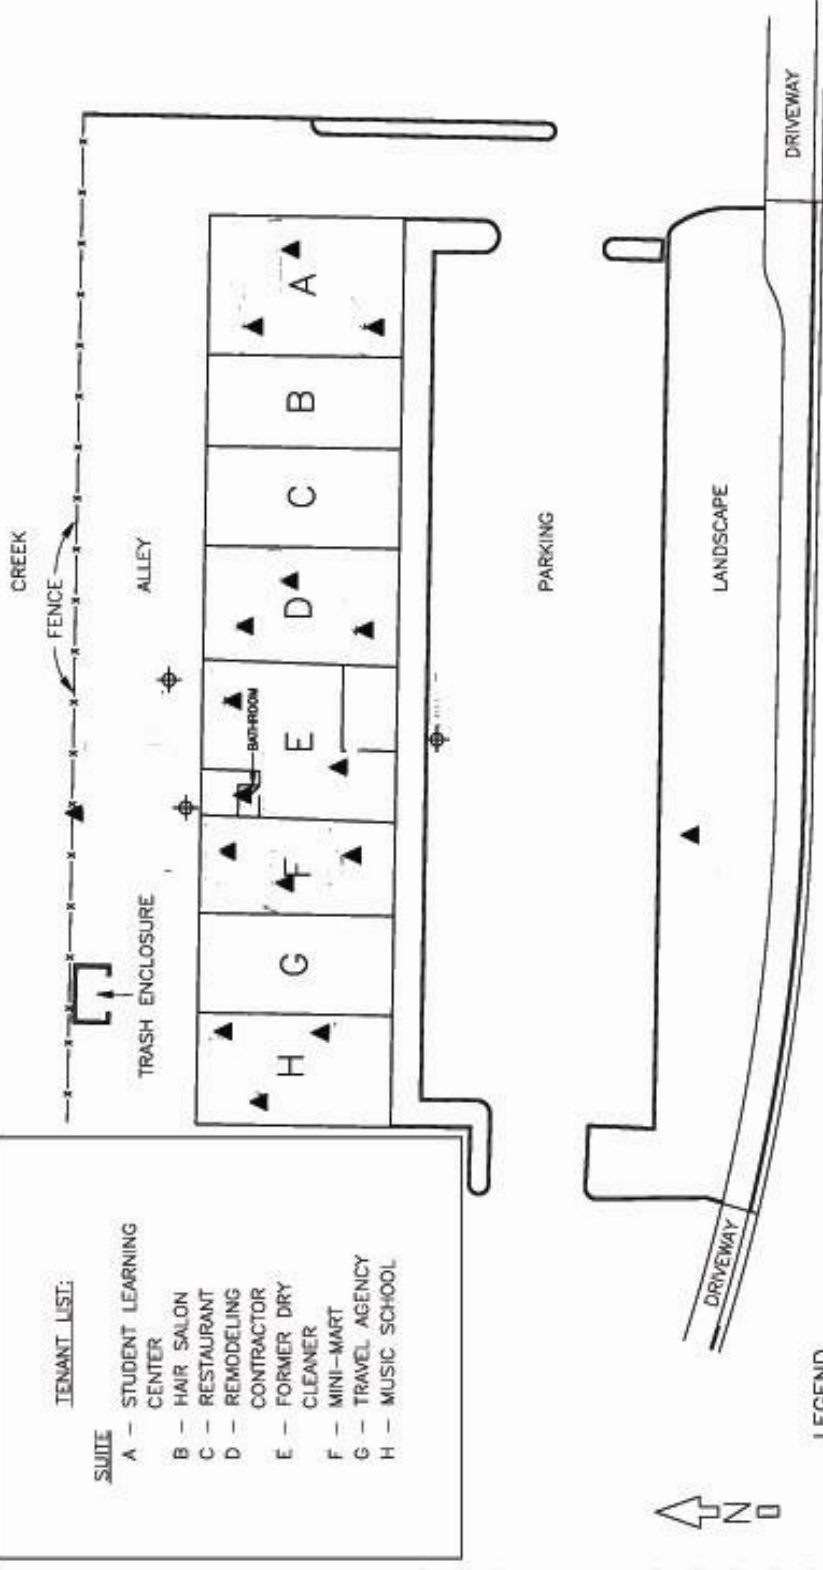 TENANT LIST:
SUITE
A – STUDENT LEARNING
CENTER
B – HAIR SALON
C – RESTAURANT
D – REMODELING
CONTRACTOR
E – FORMER DRY
CLEANER
F – MINI-MART
G – TRAVEL AGENCY
H – MUSIC SCHOOL
CREEK
FENCE
ALLEY
TRASH ENCLOSURE
H
G
F
E
BATHROOM
D
C
B
A
PARKING
LANDSCAPE
DRIVEWAY
DRIVEWAY
N
LEGEND